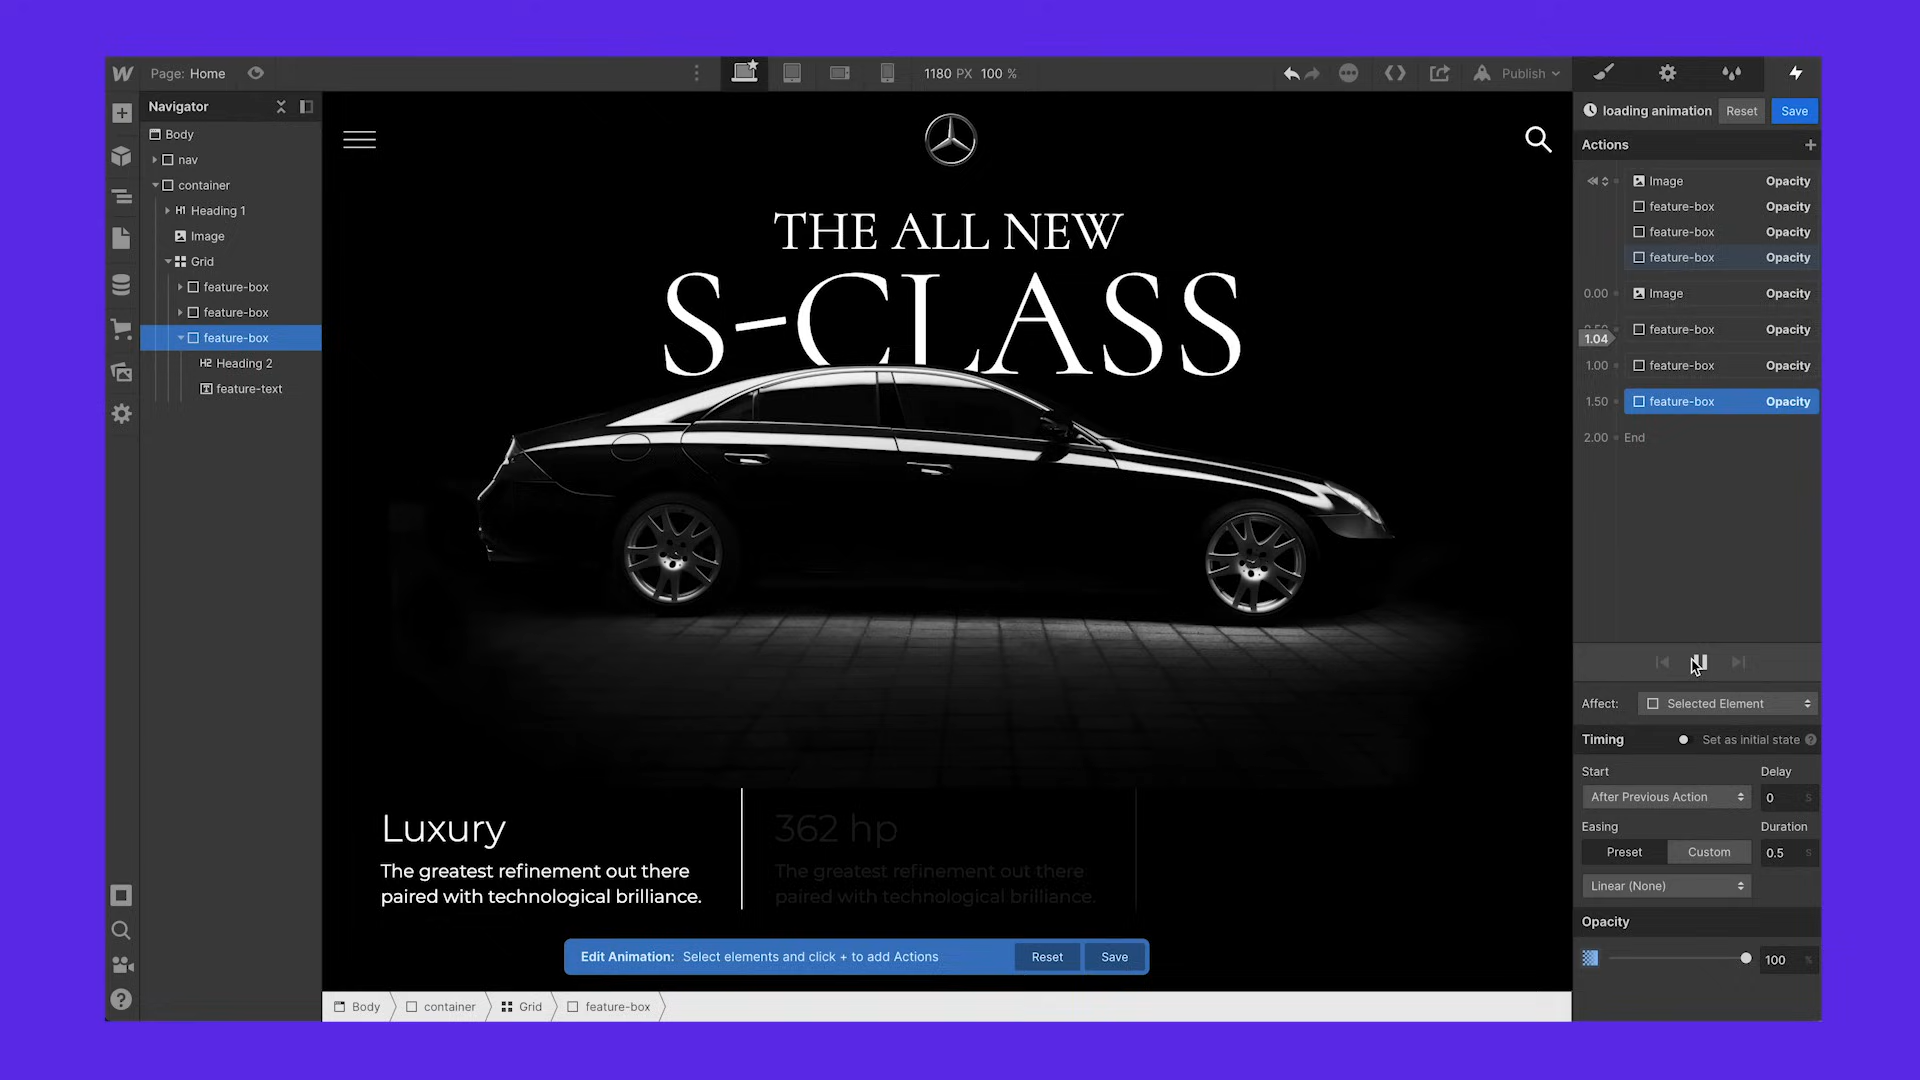 Page: Home
1180 PX 100 %
Publish
Navigator
Body
nav
container
H1 Heading 1
Image
Grid
feature-box
feature-box
feature-box
H2 Heading 2
feature-text
THE ALL NEW
S-CLASS
Luxury
The greatest refinement out there
paired with technological brilliance.
362 hp
The greatest refinement out there
paired with technological brilliance.
Edit Animation: Select elements and click + to add Actions
Reset
Save
Body
container
Grid
feature-box
loading animation
Reset
Save
Actions
Image Opacity
feature-box Opacity
feature-box Opacity
feature-box Opacity
0.00 Image Opacity
feature-box Opacity
1.04
1.00 feature-box Opacity
1.50 feature-box Opacity
2.00 End
Affect: Selected Element
Timing Set as initial state
Start Delay
After Previous Action 0 S
Easing Duration
Preset Custom 0.5 S
Linear (None)
Opacity
100 %